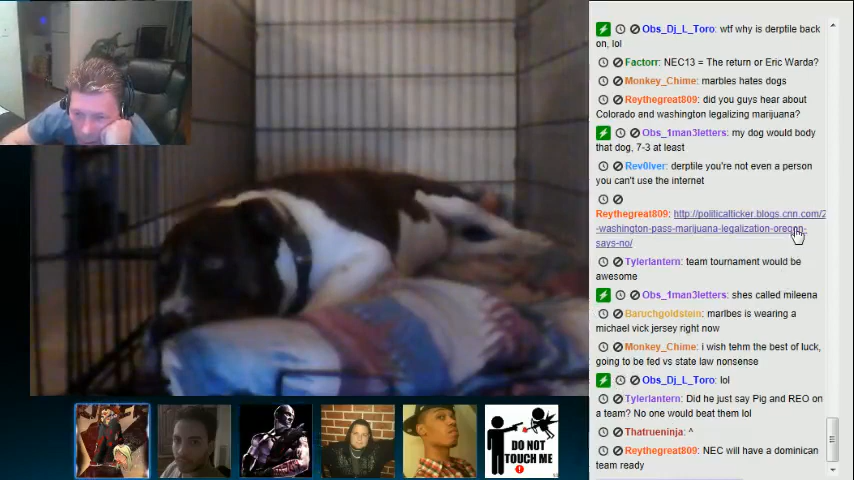 Obs_Dj_L_Toro: wtf why is derptile back
on, lol
Factorr: NEC13 = The return or Eric Warda?
Monkey_Chime: marbles hates dogs
Reythegreat809: did you guys hear about
Colorado and washington legalizing marijuana?
Obs_1man3letters: my dog would body
that dog, 7-3 at least
Rev0lver: derptile you're not even a person
you can't use the internet
Reythegreat809: http://politicalticker.blogs.cnn.com/2
-washington-pass-marijuana-legalization-oregon-
says-no/
Tylerlantern: team tournament would be
awesome
Obs_1man3letters: shes called mileena
Baruchgoldstein: marlbes is wearing a
michael vick jersey right now
Monkey_Chime: i wish tehm the best of luck,
going to be fed vs state law nonsense
Obs_Dj_L_Toro: lol
Tylerlantern: Did he just say Pig and REO on
a team? No one would beat them lol
Thatrueninja: ^
Reythegreat809: NEC will have a dominican
team ready
DO NOT
TOUCH ME